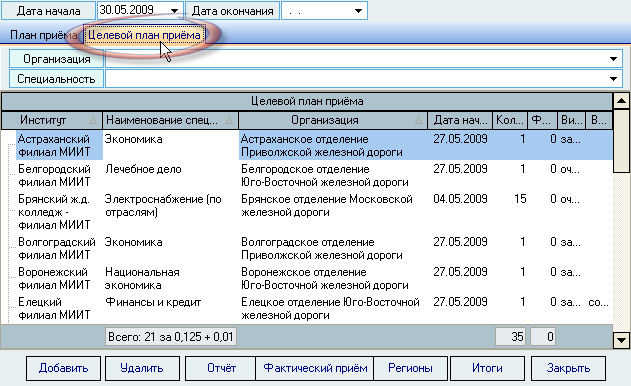 Дата начала 30.05.2009 Дата окончания . .
План приёма Целевой план приёма
Организация
Специальность
Целевой план приёма
Институт Наименование спец... Организация Дата нач... Кол... Ф... Ви... В...
Астраханский Экономика Астраханое отделение 27.05.2009 1 0 за...
филиал МИИТ Приволжской железной дороги
Белгородский Лечебное дело Белгородское отделение 27.05.2009 1 0 оч...
филиал МИИТ Юго-Восточной железной дороги
Брянский ж.д. Электроснабжение (по Брянское отделение Московской 04.05.2009 15 0 оч...
колледж - отраслям) железной дороги
филиал МИИТ
Волгоградский Экономика Волгоградское отделение 27.05.2009 1 0 за...
филиал МИИТ Приволжской железной дороги
Воронежский Национальная Воронежское отделение 27.05.2009 1 0 за...
филиал МИИТ экономика Юго-Восточной железной дороги
Елецкий Финансы и кредит Елецкое отделение Юго-Восточной 27.05.2009 1 0 за... со...
филиал МИИТ железной дороги
Всего: 21 за 0,125 + 0,01 35 0
Добавить Удалить Отчёт Фактический приём Регионы Итоги Закрыть